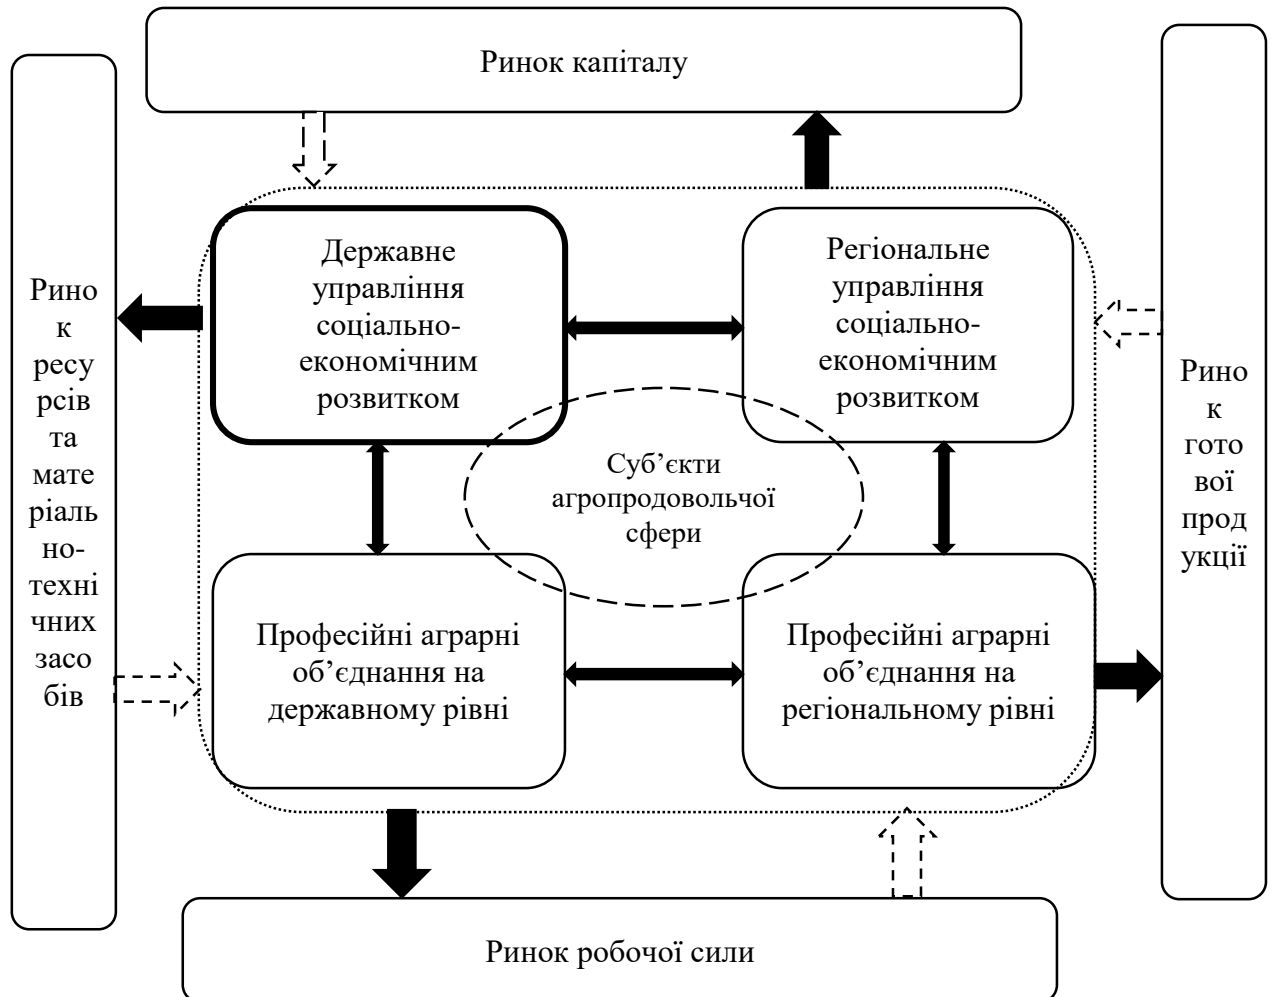 Ринок капіталу
Рино
к
ресу
рсів
та
мате
ріаль
но-
техні
чних
засо
бів
Державне
управління
соціально-
економічним
розвитком
Регіональне
управління
соціально-
економічним
розвитком
Суб’єкти
агропродовольчої
сфери
Професійні аграрні
об’єднання на
державному рівні
Професійні аграрні
об’єднання на
регіональному рівні
Рино
к
гото
вої
прод
укції
Ринок робочої сили